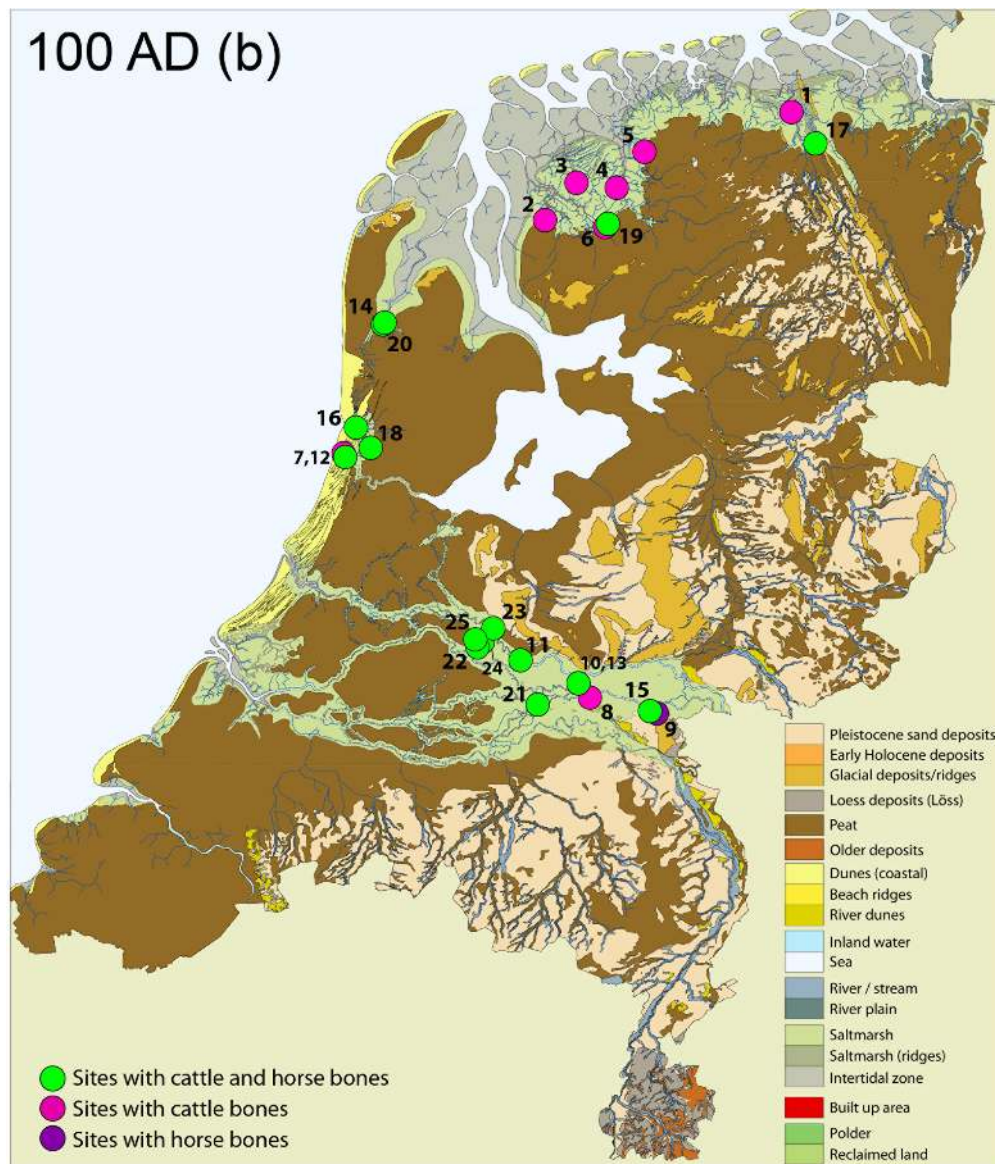 100 AD (b)
1
17
5
3
4
2
6
19
14
20
16
18
7,12
23
25
11
22
24
10,13
21
15
8
9
Pleistocene sand deposits
Early Holocene deposits
Glacial deposits/ridges
Loess deposits (Löss)
Peat
Older deposits
Dunes (coastal)
Beach ridges
River dunes
Inland water
Sea
River / stream
River plain
Saltmarsh
Saltmarsh (ridges)
Intertidal zone
Built up area
Polder
Reclaimed land
Sites with cattle and horse bones
Sites with cattle bones
Sites with horse bones